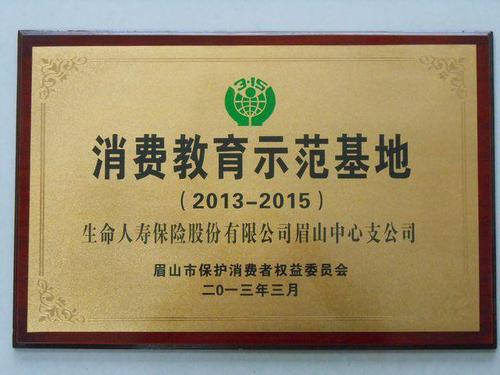 3·15
消费教育示范基地
（2013-2015）
生命人寿保险股份有限公司眉山中心支公司
眉山市保护消费者权益委员会
二0一三年三月